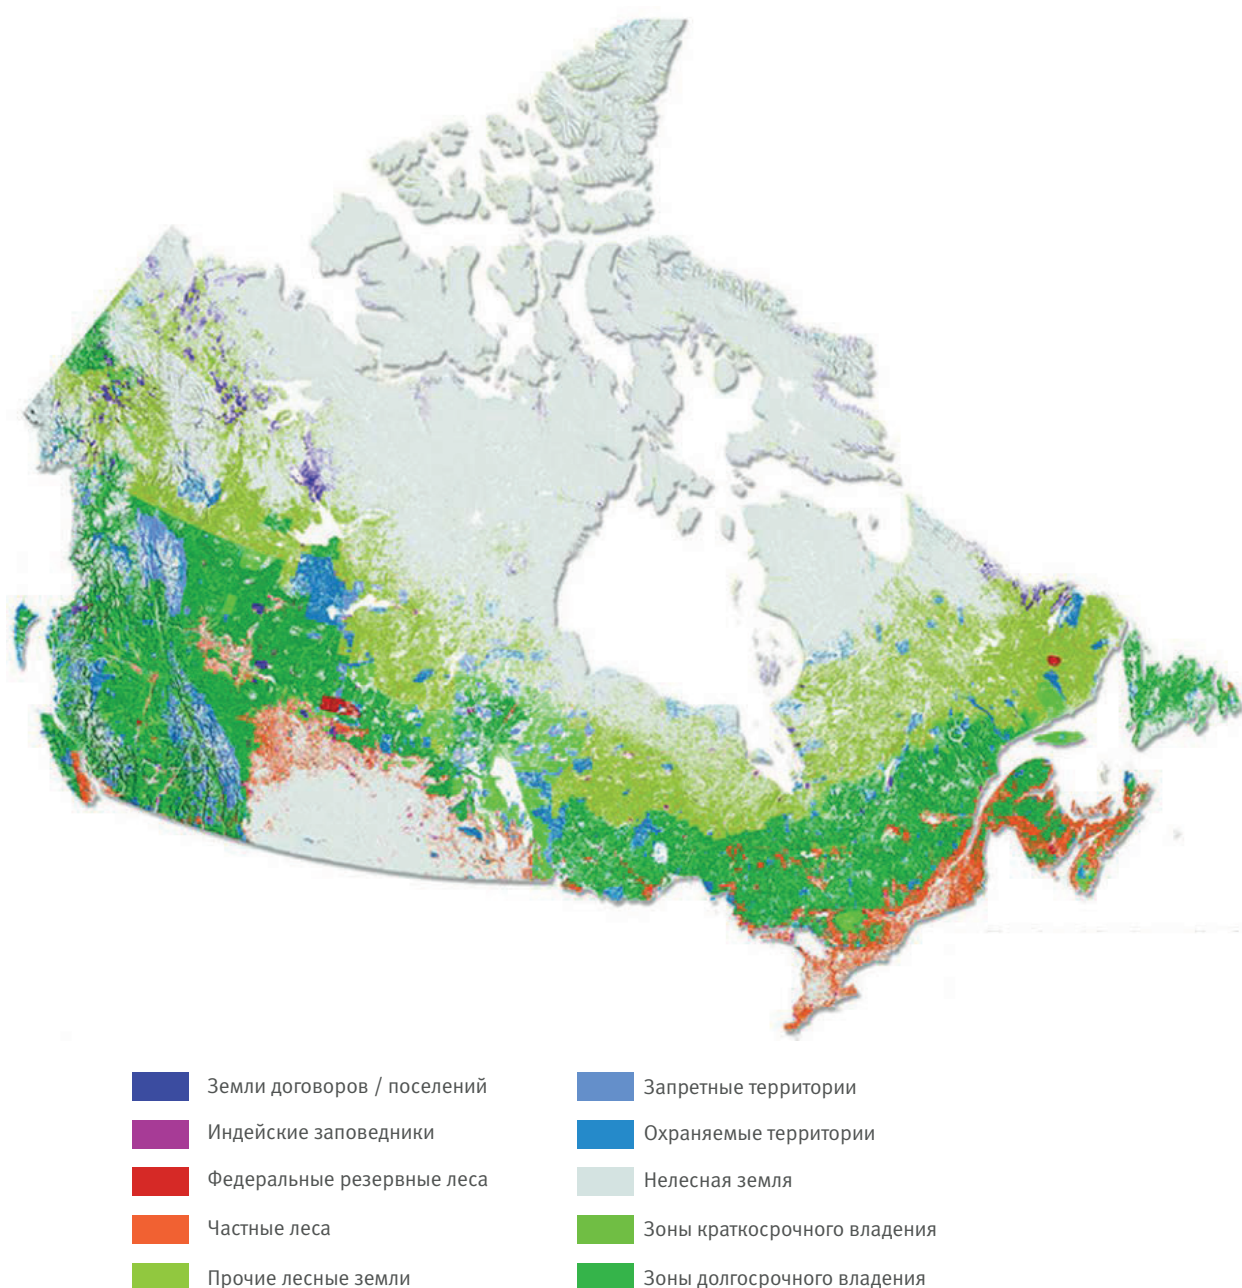 Земли договоров / поселений
Индейские заповедники
Федеральные резервные леса
Частные леса
Прочие лесные земли
Запретные территории
Охраняемые территории
Нелесная земля
Зоны краткосрочного владения
Зоны долгосрочного владения